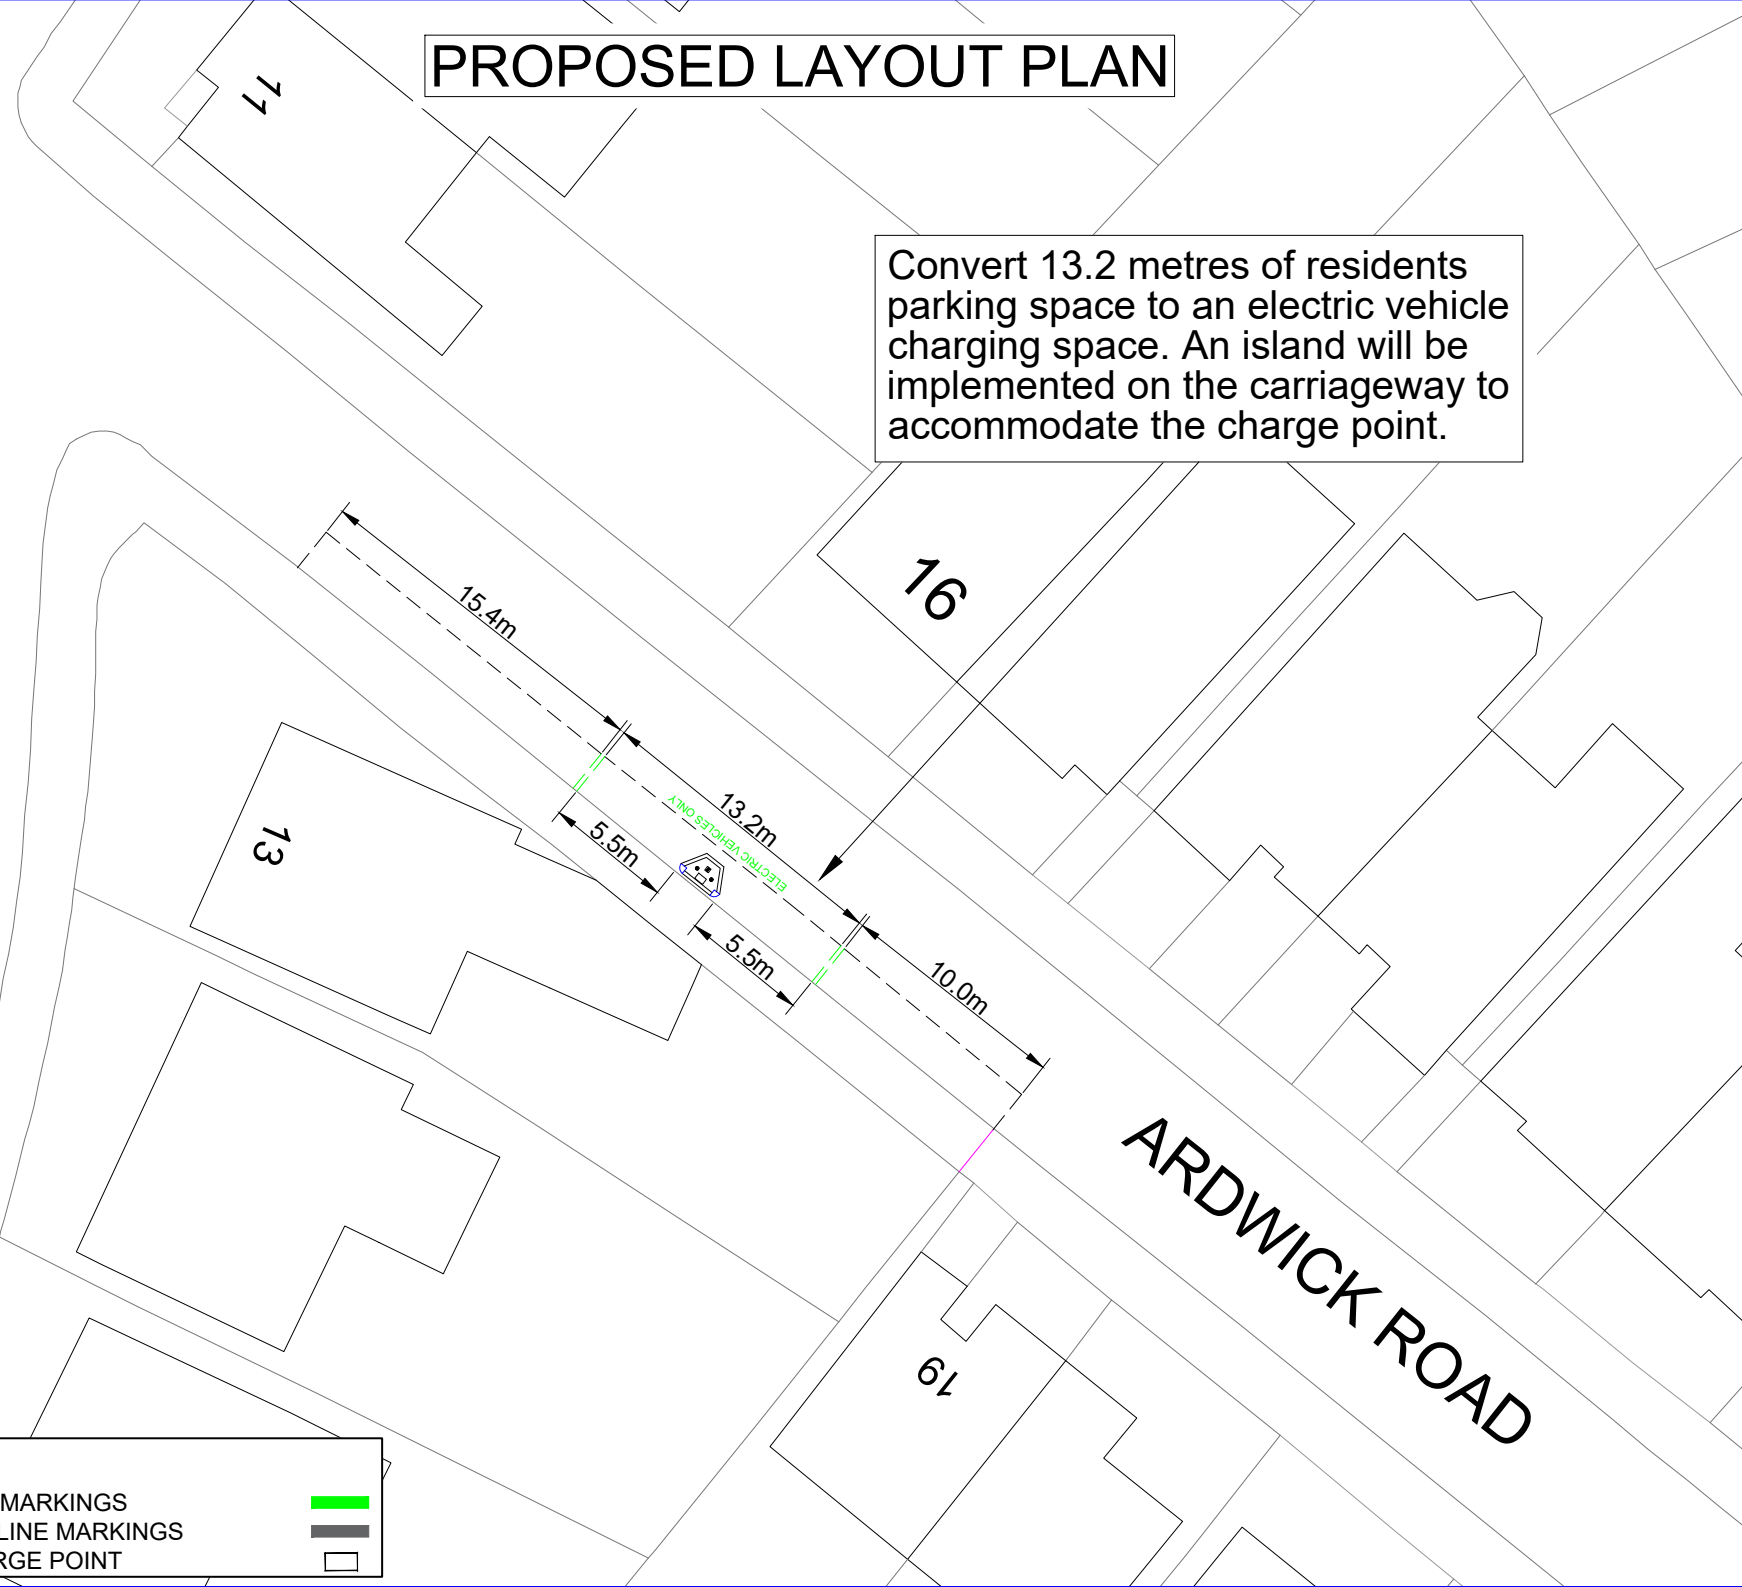 PROPOSED LAYOUT PLAN
11
Convert 13.2 metres of residents
parking space to an electric vehicle
charging space. An island will be
implemented on the carriageway to
accommodate the charge point.
16
15.4m
13.2m
ELECTRIC VEHICLES ONLY
5.5m
13
5.5m
10.0m
ARDWICK ROAD
19
MARKINGS
LINE MARKINGS
RGE POINT